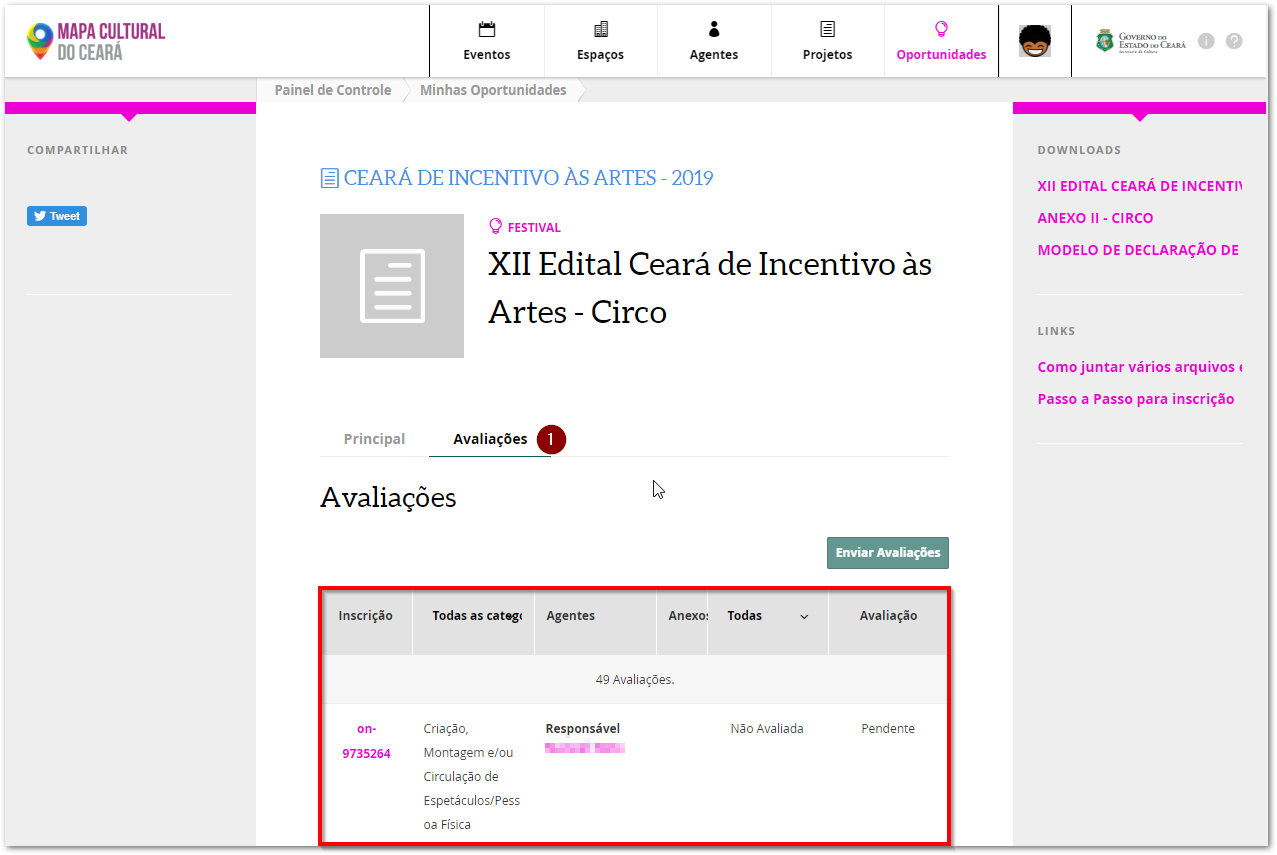 MAPA CULTURAL
DO CEARÁ
Eventos
Espaços
Agentes
Projetos
Oportunidades
GOVERNO DO
ESTADO DO CEARÁ
Secretaria da Cultura
i
?
Painel de Controle
Minhas Oportunidades
COMPARTILHAR
Tweet
CEARÁ DE INCENTIVO ÀS ARTES - 2019
FESTIVAL
XII Edital Ceará de Incentivo às
Artes - Circo
Principal
Avaliações
1
Avaliações
Enviar Avaliações
Inscrição
Todas as catego
Agentes
Anexos
Todas
Avaliação
49 Avaliações.
on-
9735264
Criação,
Montagem e/ou
Circulação de
Espetáculos/Pess
oa Física
Responsável
Não Avaliada
Pendente
DOWNLOADS
XII EDITAL CEARÁ DE INCENTIV
ANEXO II - CIRCO
MODELO DE DECLARAÇÃO DE
LINKS
Como juntar vários arquivos e
Passo a Passo para inscrição